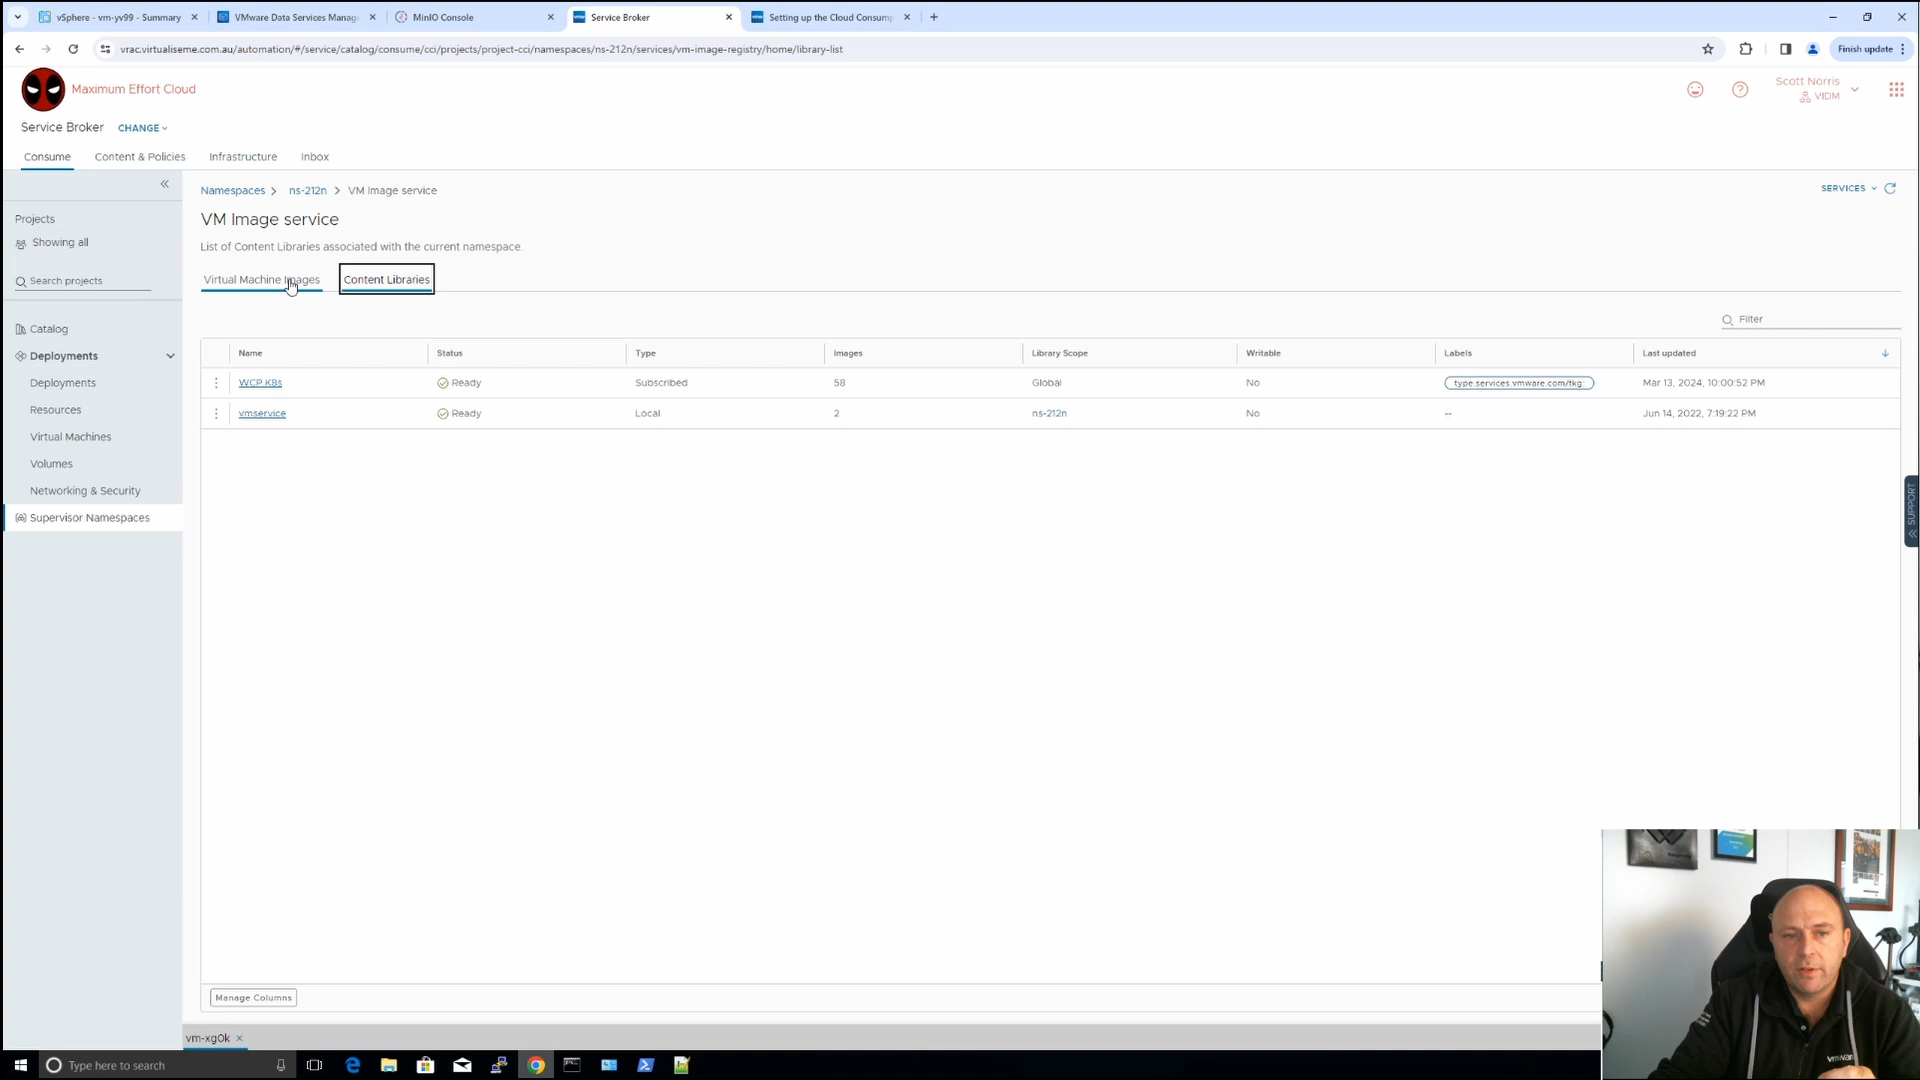 vSphere - vm-yv99 - Summary
VMware Data Services Manag
MinIO Console
Service Broker
Setting up the Cloud Consump
vrac.virtualiseme.com.au/automation/#/service/catalog/consume/cci/projects/project-cci/namespaces/ns-212n/services/vm-image-registry/home/library-list
Finish update
Maximum Effort Cloud
Scott Norris
VIDM
Service Broker CHANGE
Consume Content & Policies Infrastructure Inbox
Namespaces > ns-212n > VM Image service
SERVICES
VM Image service
List of Content Libraries associated with the current namespace.
Virtual Machine Images Content Libraries
Projects
Showing all
Search projects
Catalog
Deployments
Deployments
Resources
Virtual Machines
Volumes
Networking & Security
Supervisor Namespaces
Filter
Name Status Type Images Library Scope Writable Labels Last updated
WCP K8s Ready Subscribed 58 Global No type.services.vmware.com/tkg: Mar 13, 2024, 10:00:52 PM
vmservice Ready Local 2 ns-212n No -- Jun 14, 2022, 7:19:22 PM
SUPPORT
Manage Columns
vm-xg0k
Type here to search
vmware